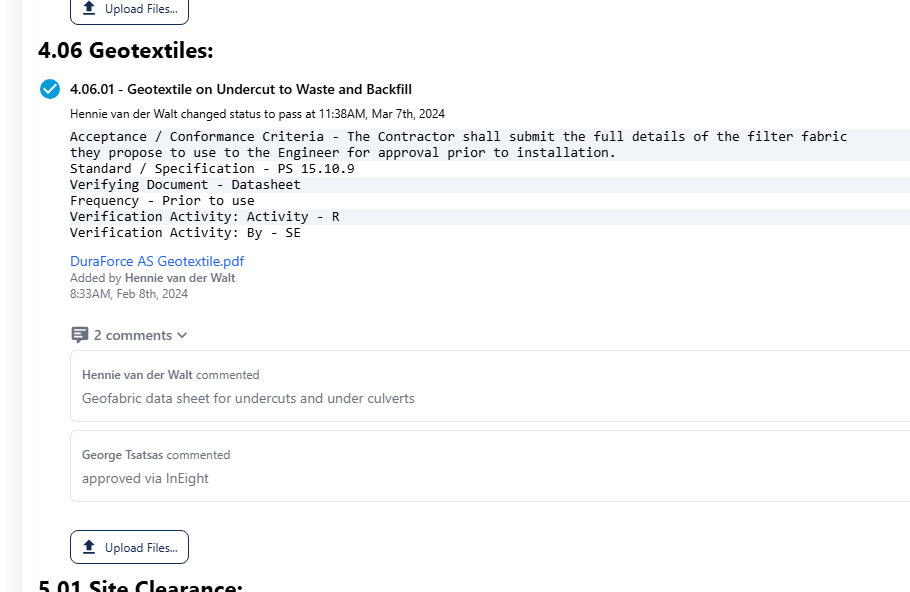 Upload Files...
4.06 Geotextiles:
4.06.01 - Geotextile on Undercut to Waste and Backfill
Hennie van der Walt changed status to pass at 11:38AM, Mar 7th, 2024
Acceptance / Conformance Criteria - The Contractor shall submit the full details of the filter fabric
they propose to use to the Engineer for approval prior to installation.
Standard / Specification - PS 15.10.9
Verifying Document - Datasheet
Frequency - Prior to use
Verification Activity: Activity - R
Verification Activity: By - SE
DuraForce AS Geotextile.pdf
Added by Hennie van der Walt
8:33AM, Feb 8th, 2024
2 comments
Hennie van der Walt commented
Geofabric data sheet for undercuts and under culverts
George Tsatsas commented
approved via InEight
Upload Files...
5.01 Site Clearance: